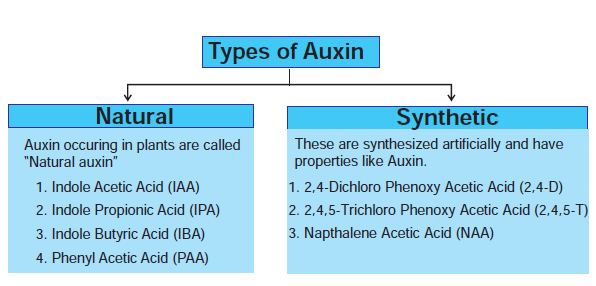 Types of Auxin
Natural
Auxin occuring in plants are called
"Natural auxin"
1. Indole Acetic Acid (IAA)
2. Indole Propionic Acid (IPA)
3. Indole Butyric Acid (IBA)
4. Phenyl Acetic Acid (PAA)
Synthetic
These are synthesized artificially and have
properties like Auxin.
1. 2,4-Dichloro Phenoxy Acetic Acid (2,4-D)
2. 2,4,5-Trichloro Phenoxy Acetic Acid (2,4,5-T)
3. Napthalene Acetic Acid (NAA)